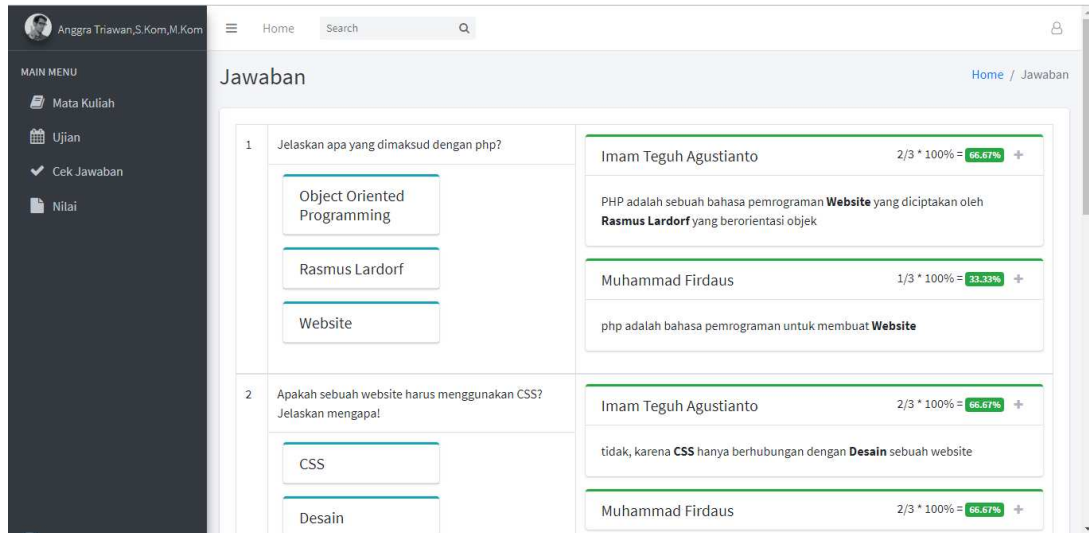 Anggra Triawan,S.Kom,M.Kom
Home
Search
MAIN MENU
Mata Kuliah
Ujian
Cek Jawaban
Nilai
Jawaban
Home / Jawaban
1
Jelaskan apa yang dimaksud dengan php?
Object Oriented
Programming
Rasmus Lardorf
Website
Imam Teguh Agustianto
2/3 * 100% = 66.67%
PHP adalah sebuah bahasa pemrograman Website yang diciptakan oleh
Rasmus Lardorf yang berorientasi objek
Muhammad Firdaus
1/3 * 100% = 33.33%
php adalah bahasa pemrograman untuk membuat Website
2
Apakah sebuah website harus menggunakan CSS?
Jelaskan mengapa!
CSS
Desain
Imam Teguh Agustianto
2/3 * 100% = 66.67%
tidak, karena CSS hanya berhubungan dengan Desain sebuah website
Muhammad Firdaus
2/3 * 100% = 66.67%